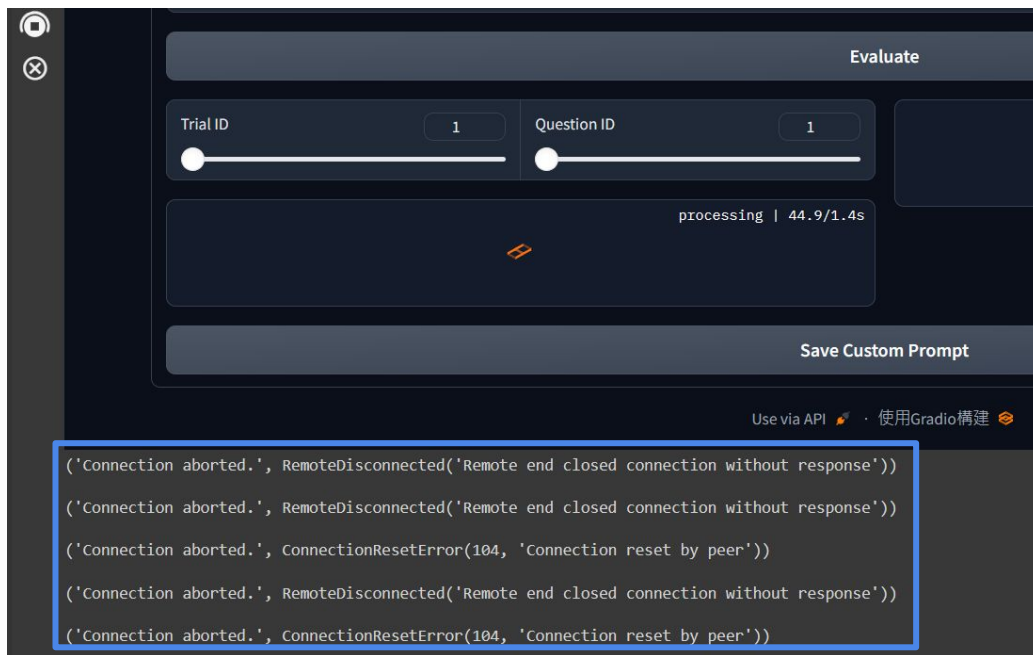 Evaluate
Trial ID
1
Question ID
1
processing | 44.9/1.4s
Save Custom Prompt
Use via API · 使用Gradio構建
('Connection aborted.', RemoteDisconnected('Remote end closed connection without response'))
('Connection aborted.', RemoteDisconnected('Remote end closed connection without response'))
('Connection aborted.', ConnectionResetError(104, 'Connection reset by peer'))
('Connection aborted.', RemoteDisconnected('Remote end closed connection without response'))
('Connection aborted.', ConnectionResetError(104, 'Connection reset by peer'))